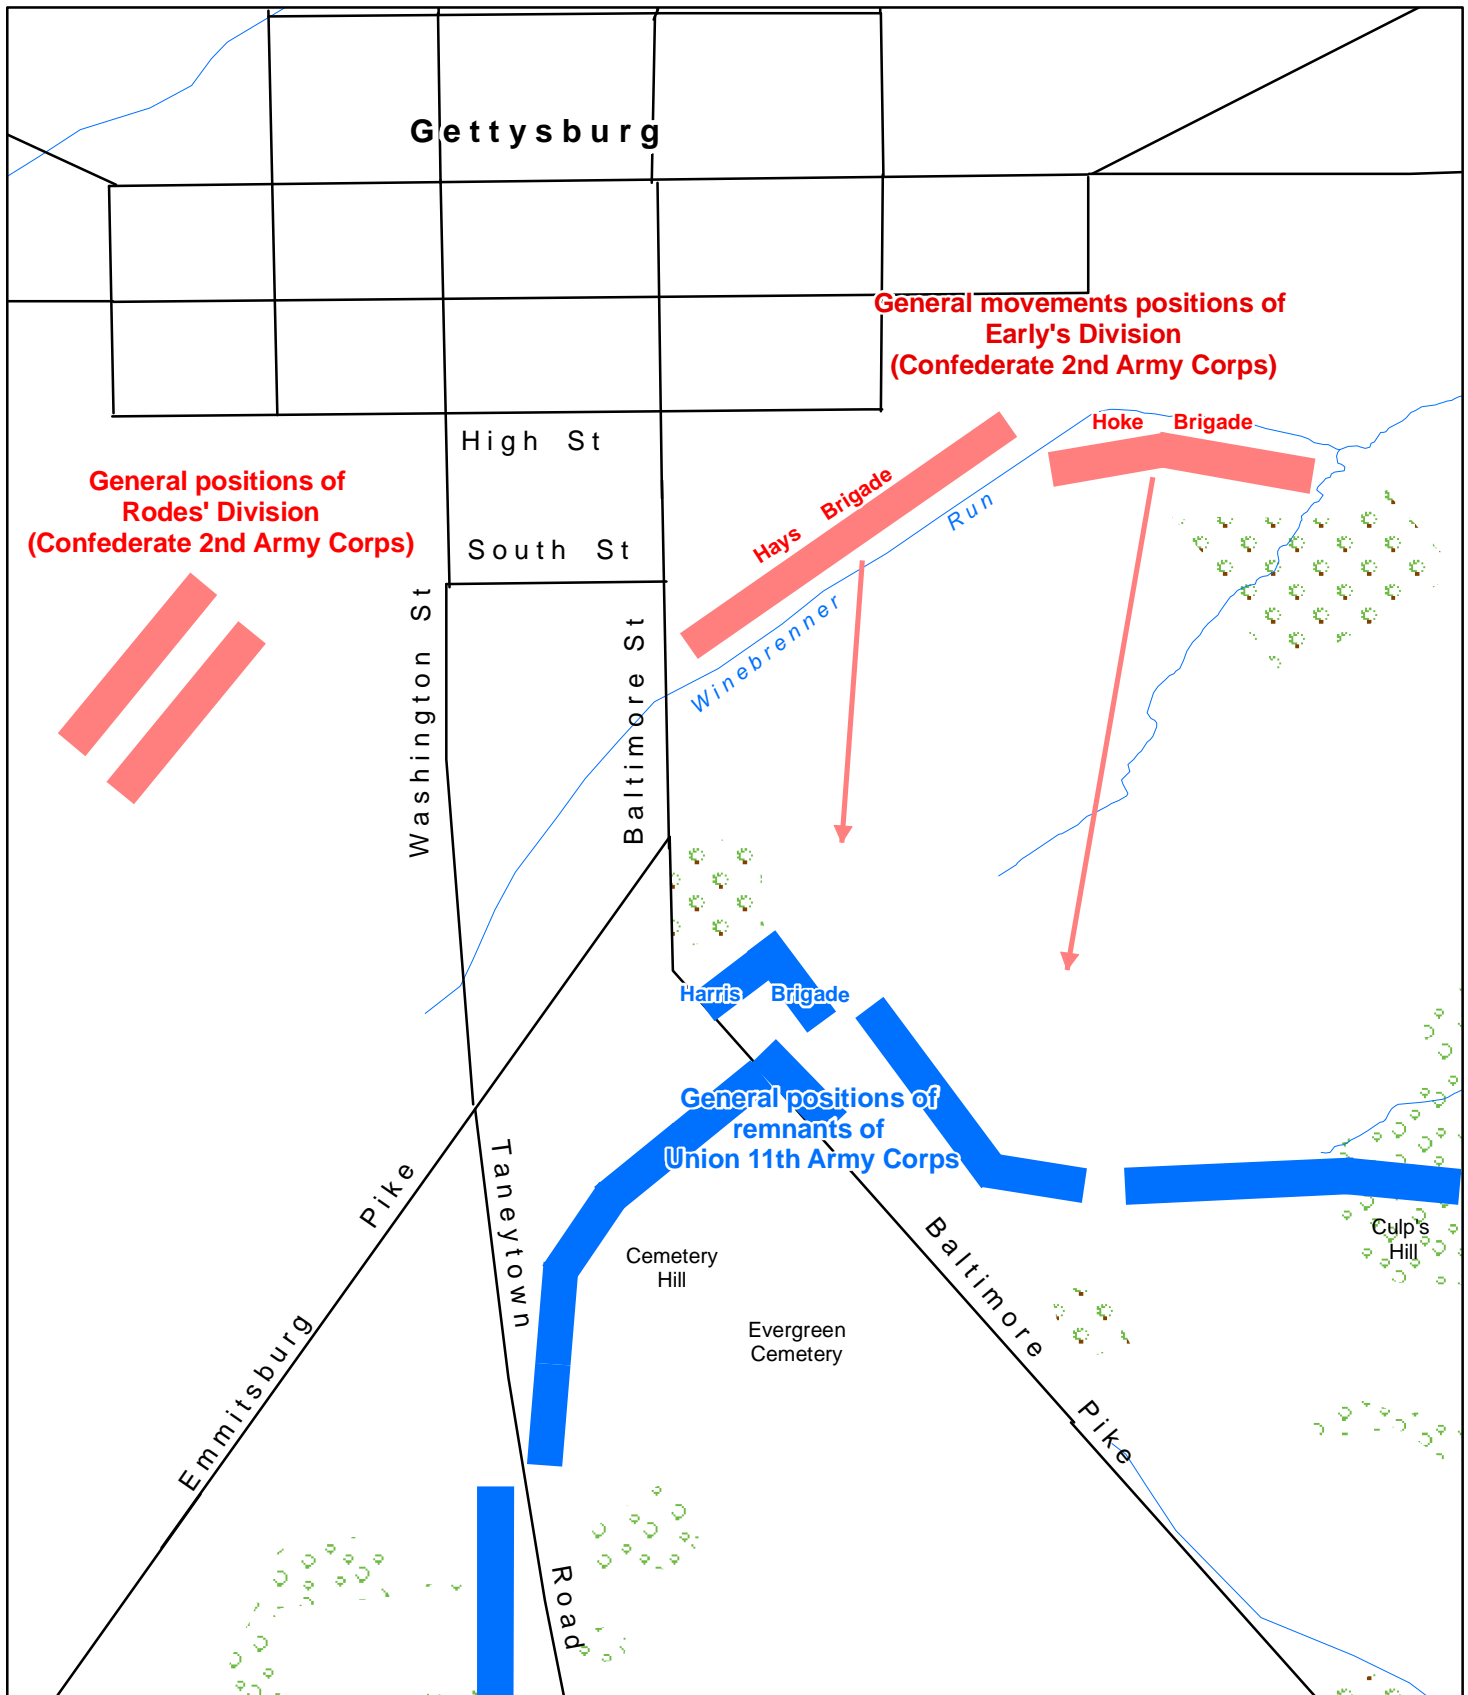 Gettysburg
General movements positions of
Early's Division
(Confederate 2nd Army Corps)
Hoke Brigade
High St
General positions of
Rodes' Division
(Confederate 2nd Army Corps)
Hays Brigade
Winebrenner Run
South St
Washington St
Baltimore St
Harris Brigade
General positions of
remnants of
Union 11th Army Corps
Emmitsburg Pike
Taneytown Road
Baltimore Pike
Culp's
Hill
Cemetery
Hill
Evergreen
Cemetery